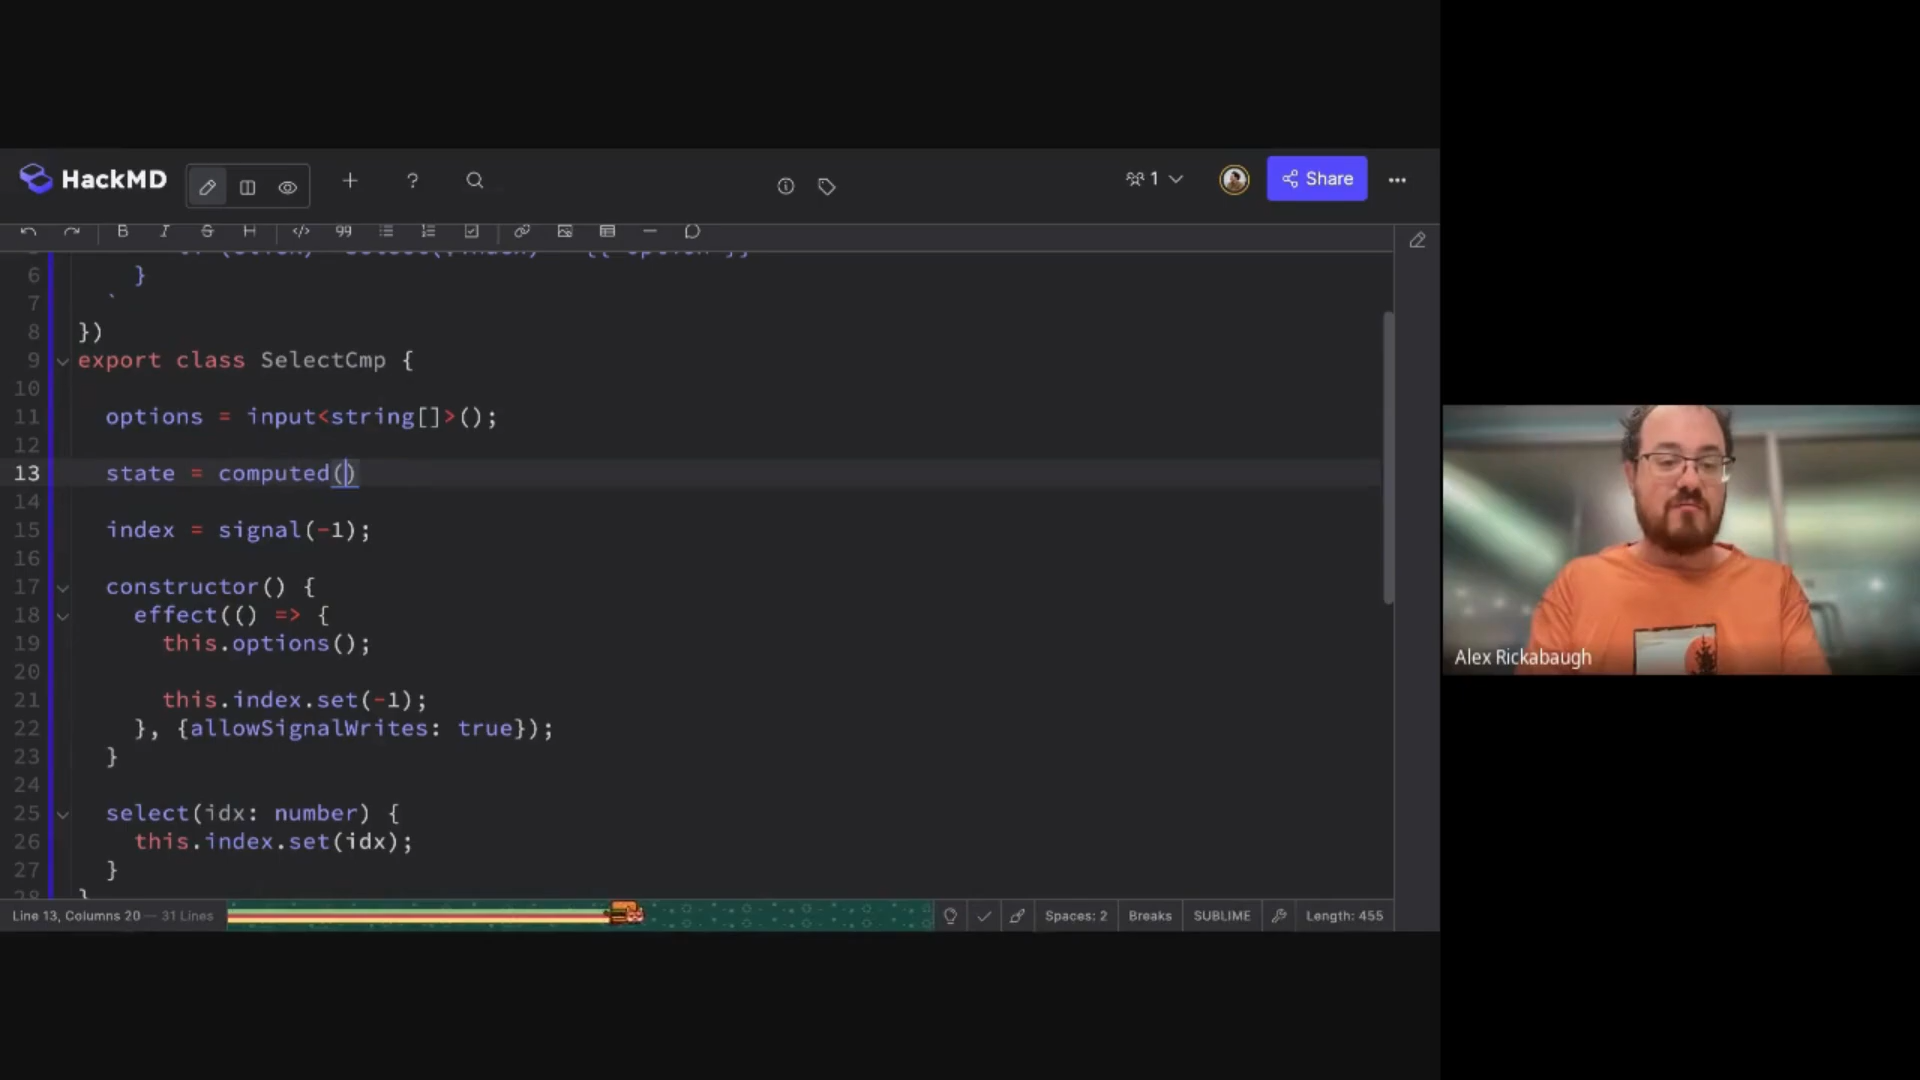 HackMD
1
Share
6 }
7 `
8 })
9 export class SelectCmp {
10
11 options = input<string[]>();
12
13 state = computed()
14
15 index = signal(-1);
16
17 constructor() {
18 effect(() => {
19 this.options();
20
21 this.index.set(-1);
22 }, {allowSignalWrites: true});
23 }
24
25 select(idx: number) {
26 this.index.set(idx);
27 }
28 }
Line 13, Columns 20 — 31 Lines
Spaces: 2
Breaks
SUBLIME
Length: 455
Alex Rickabaugh